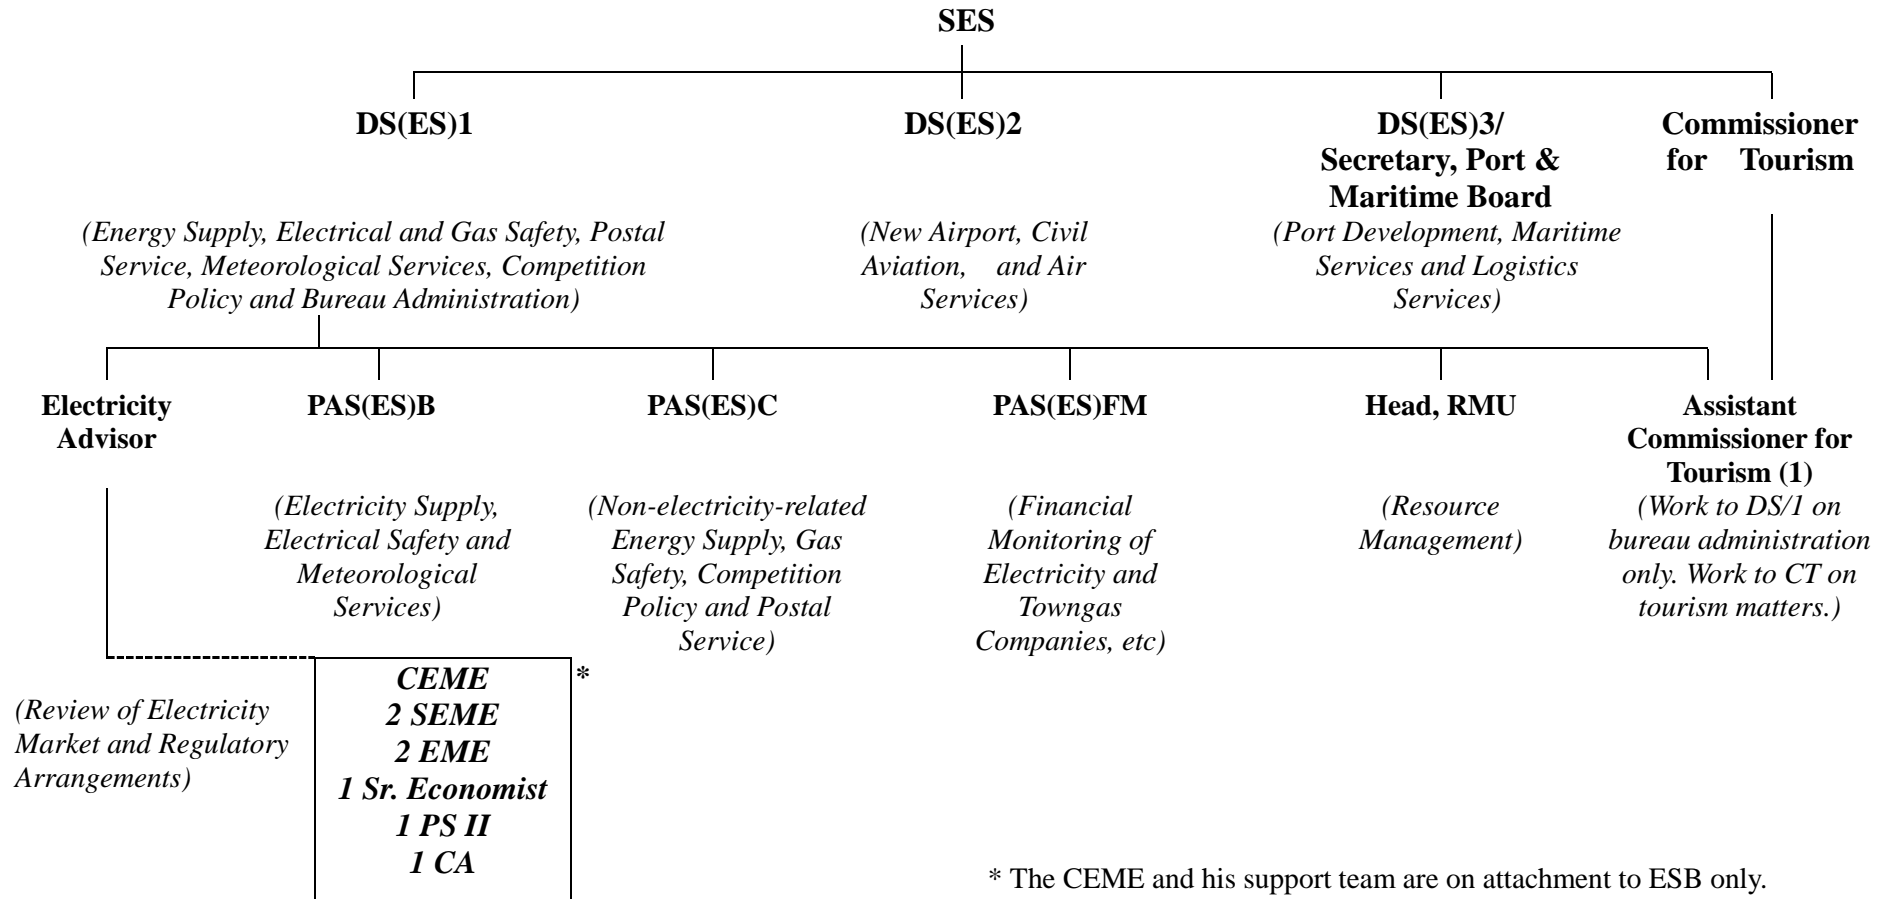 SES
DS(ES)1
DS(ES)2
DS(ES)3/
Secretary, Port &
Maritime Board
Commissioner
for Tourism
(Energy Supply, Electrical and Gas Safety, Postal
Service, Meteorological Services, Competition
Policy and Bureau Administration)
(New Airport, Civil
Aviation, and Air
Services)
(Port Development, Maritime
Services and Logistics
Services)
Electricity
Advisor
PAS(ES)B
PAS(ES)C
PAS(ES)FM
Head, RMU
Assistant
Commissioner for
Tourism (1)
(Electricity Supply,
Electrical Safety and
Meteorological
Services)
(Non-electricity-related
Energy Supply, Gas
Safety, Competition
Policy and Postal
Service)
(Financial
Monitoring of
Electricity and
Towngas
Companies, etc)
(Resource
Management)
(Work to DS/1 on
bureau administration
only. Work to CT on
tourism matters.)
(Review of Electricity
Market and Regulatory
Arrangements)
CEME
2 SEME
2 EME
1 Sr. Economist
1 PS II
1 CA
*
* The CEME and his support team are on attachment to ESB only.